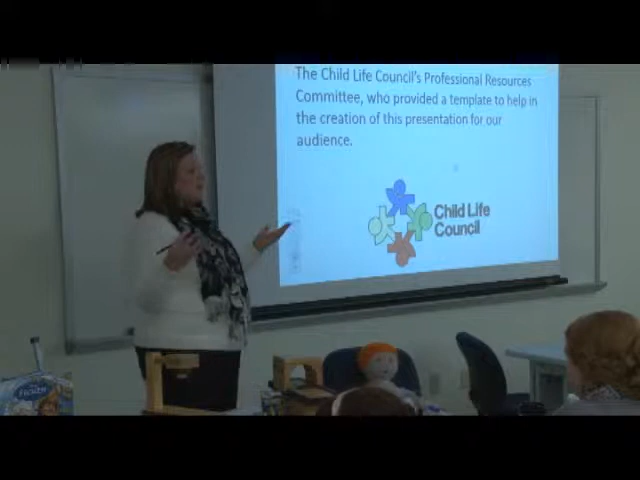 The Child Life Council's Professional Resources
Committee, who provided a template to help in
the creation of this presentation for our
audience.
Child Life
Council
FROZEN